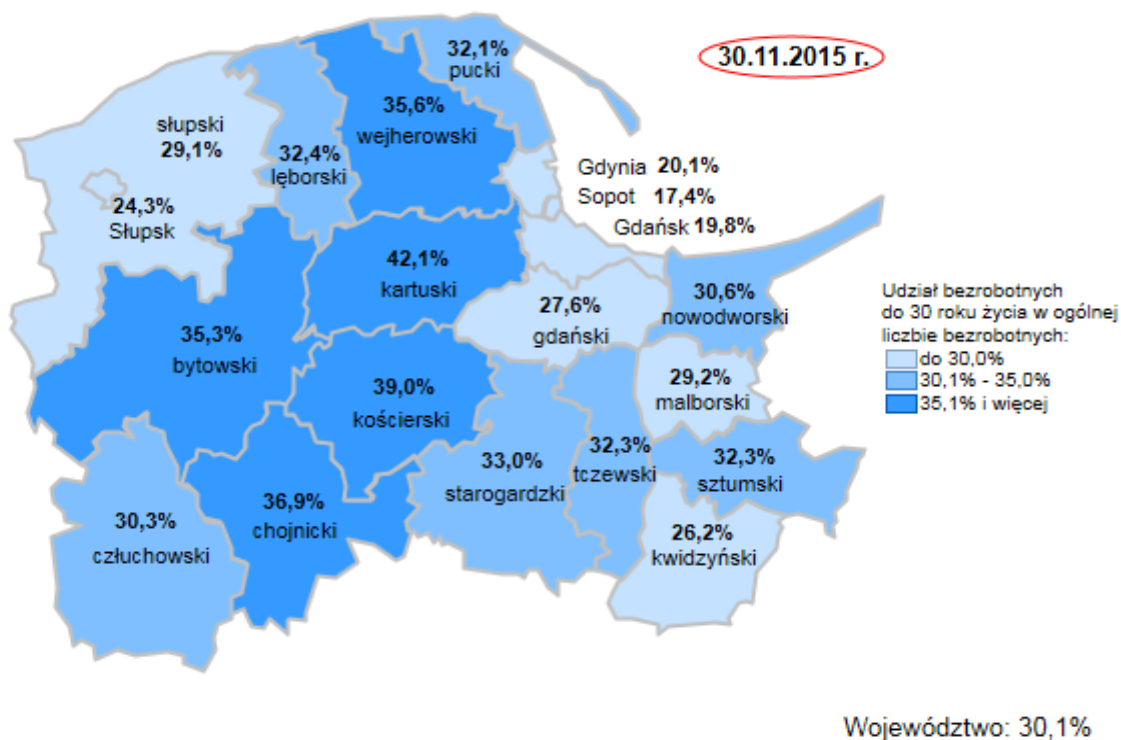 30.11.2015 r.
32,1%
pucki
35,6%
wejherowski
słupski
29,1%
32,4%
lęborski
Gdynia 20,1%
Sopot 17,4%
Gdańsk 19,8%
24,3%
Słupsk
42,1%
kartuski
27,6%
gdański
30,6%
nowodworski
Udział bezrobotnych
do 30 roku życia w ogólnej
liczbie bezrobotnych:
do 30,0%
30,1% - 35,0%
35,1% i więcej
35,3%
bytowski
39,0%
kościerski
29,2%
malborski
33,0%
starogardzki
32,3%
tczewski
32,3%
sztumski
36,9%
chojnicki
30,3%
człuchowski
26,2%
kwidzyński
Województwo: 30,1%